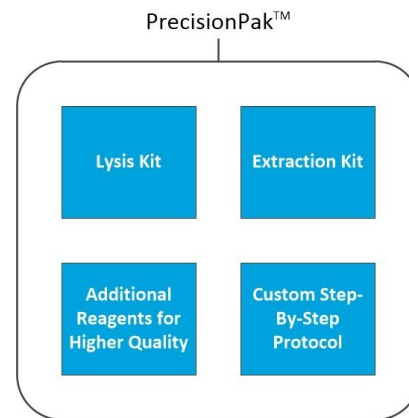 PrecisionPak™
Lysis Kit
Extraction Kit
Additional
Reagents for
Higher Quality
Custom Step-
By-Step
Protocol